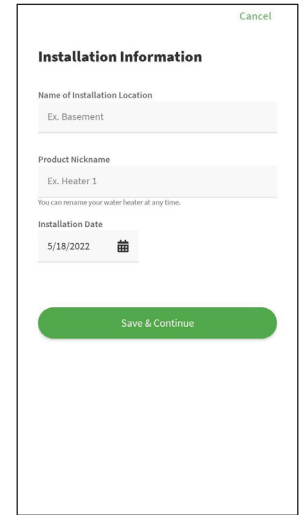 Cancel
Installation Information
Name of Installation Location
Ex. Basement
Product Nickname
Ex. Heater 1
You can rename your water heater at any time.
Installation Date
5/18/2022
Save & Continue